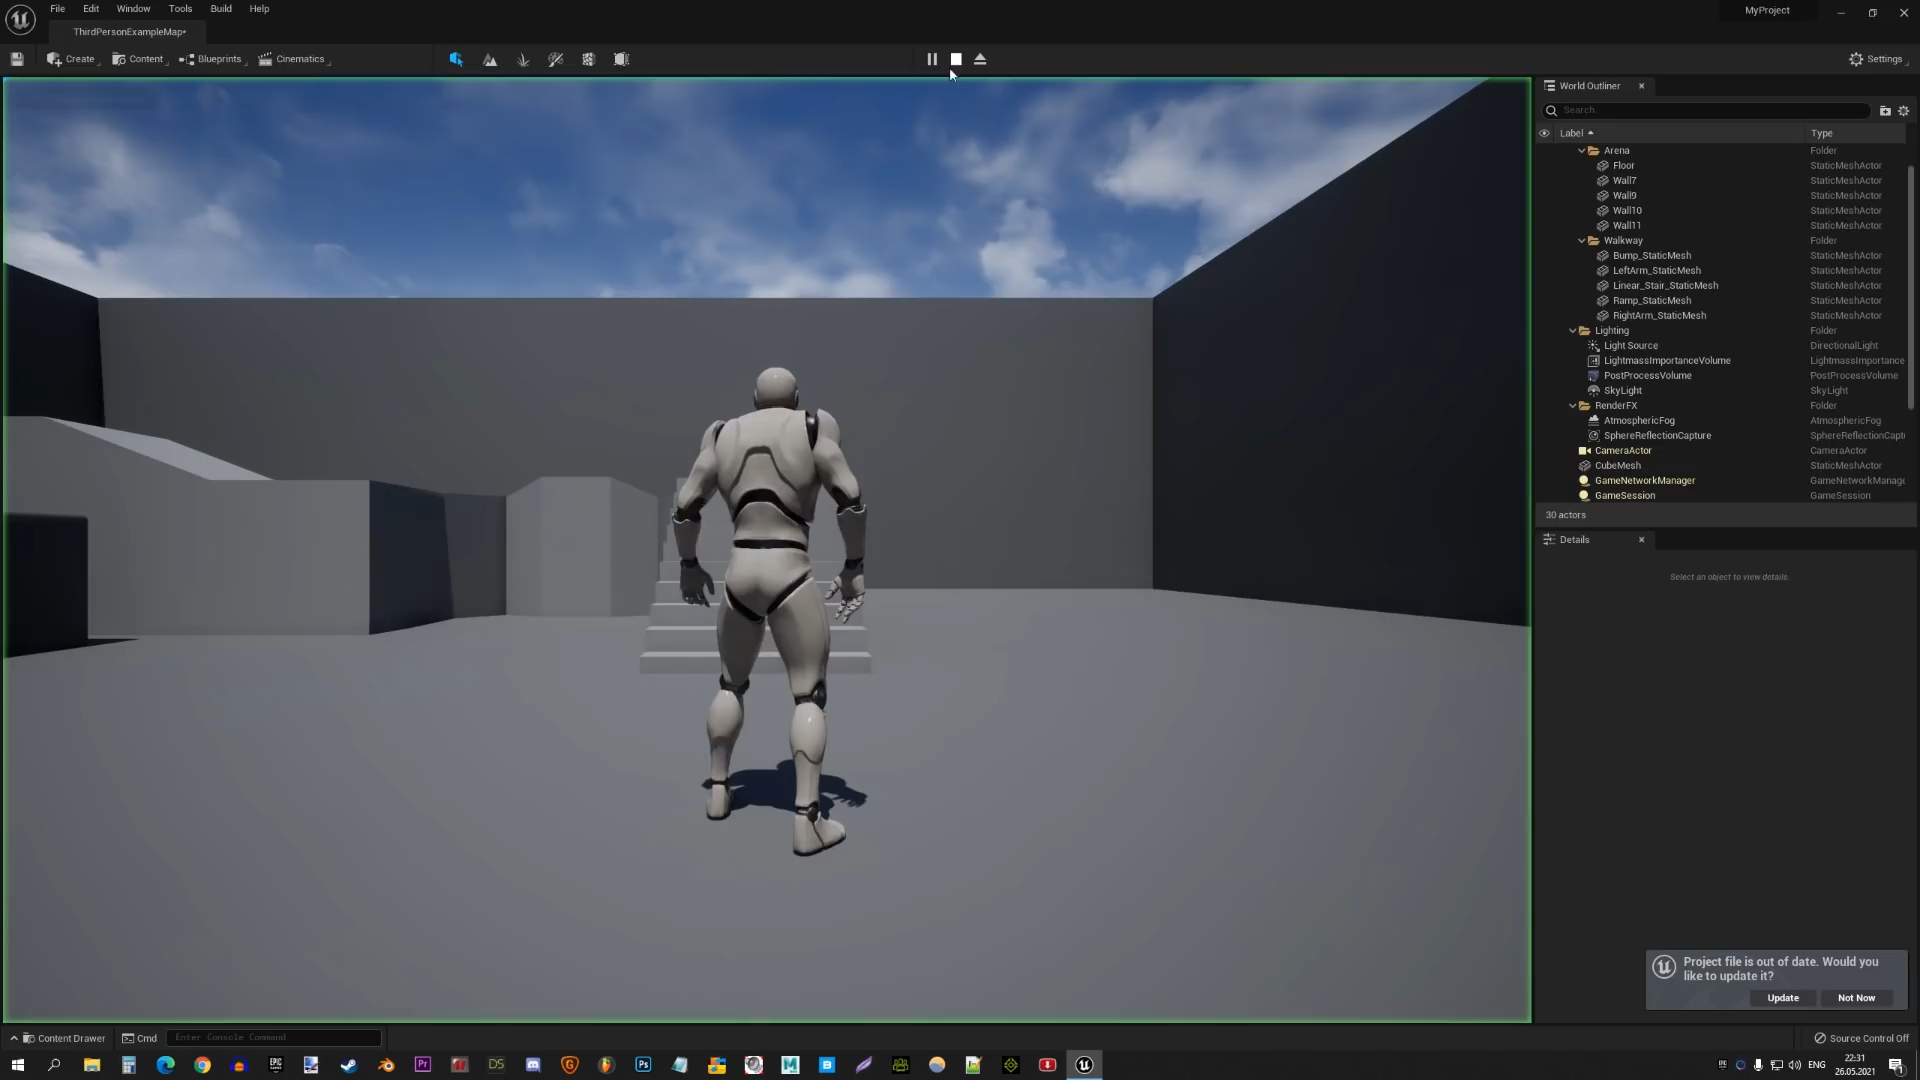 File Edit Window Tools Build Help
MyProject
ThirdPersonExampleMap*
Create Content Blueprints Cinematics
Settings
World Outliner
Search
Label Type
Arena Folder
Floor StaticMeshActor
Wall7 StaticMeshActor
Wall9 StaticMeshActor
Wall10 StaticMeshActor
Wall11 StaticMeshActor
Walkway Folder
Bump_StaticMesh StaticMeshActor
LeftArm_StaticMesh StaticMeshActor
Linear_Stair_StaticMesh StaticMeshActor
Ramp_StaticMesh StaticMeshActor
RightArm_StaticMesh StaticMeshActor
Lighting Folder
Light Source DirectionalLight
LightmassImportanceVolume LightmassImportance
PostProcessVolume PostProcessVolume
SkyLight SkyLight
RenderFX Folder
AtmosphericFog AtmosphericFog
SphereReflectionCapture SphereReflectionCapt
CameraActor CameraActor
CubeMesh StaticMeshActor
GameNetworkManager GameNetworkManage
GameSession GameSession
30 actors
Details
Select an object to view details.
Project file is out of date. Would you
like to update it?
Update Not Now
Content Drawer Cmd Enter Console Command
Source Control Off
EPIC GAMES Pr DS Ps M B
ENG
22:31
26.05.2021